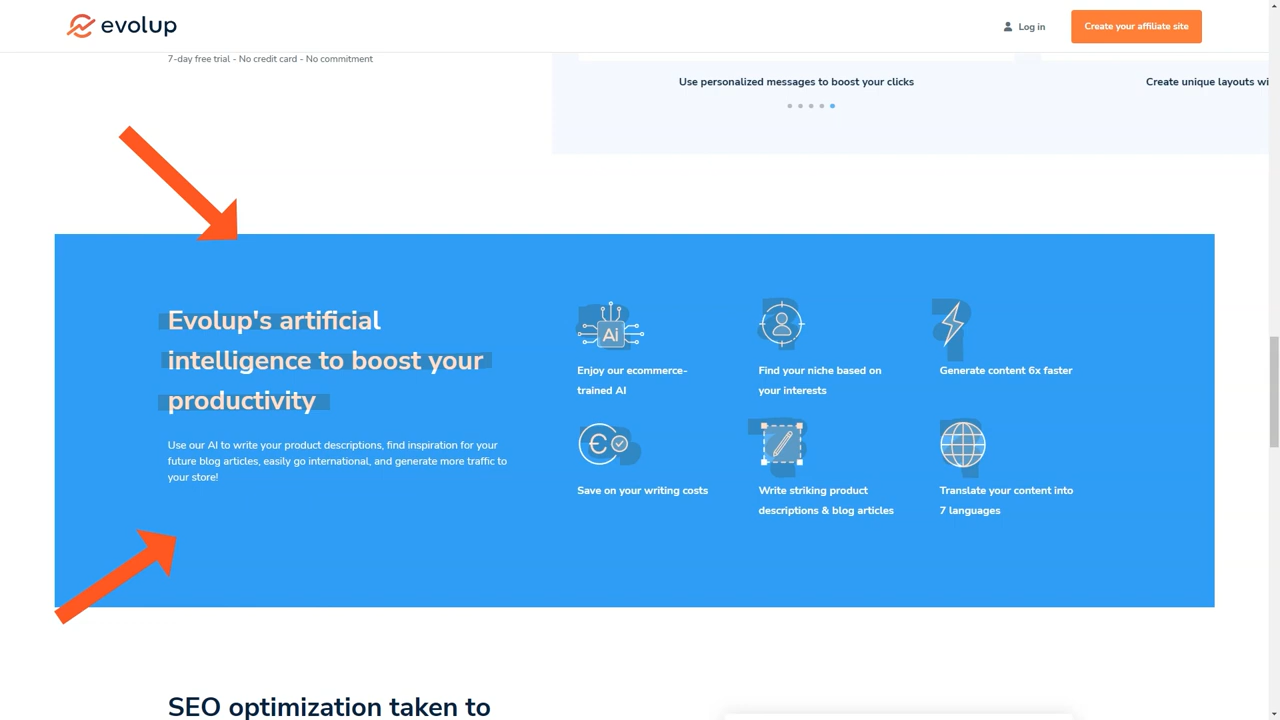 evolup
Log in
Create your affiliate site
7-day free trial - No credit card - No commitment
Use personalized messages to boost your clicks
Create unique layouts wi
Evolup's artificial
intelligence to boost your
productivity
Use our AI to write your product descriptions, find inspiration for your
future blog articles, easily go international, and generate more traffic to
your store!
Ai
Enjoy our ecommerce-
trained AI
Find your niche based on
your interests
Generate content 6x faster
€
Save on your writing costs
Write striking product
descriptions & blog articles
Translate your content into
7 languages
SEO optimization taken to